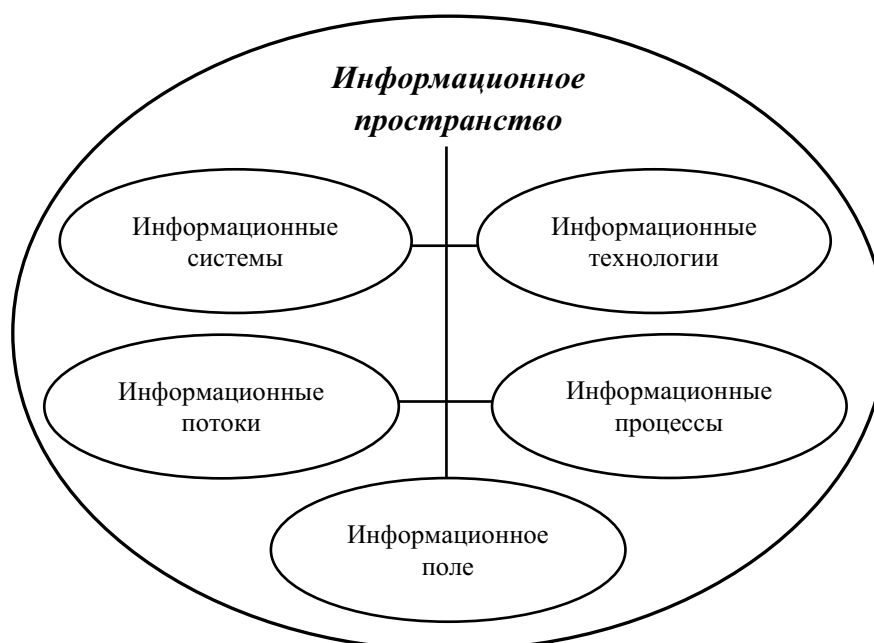 Информационное
пространство
Информационные
системы
Информационные
технологии
Информационные
потоки
Информационные
процессы
Информационное
поле